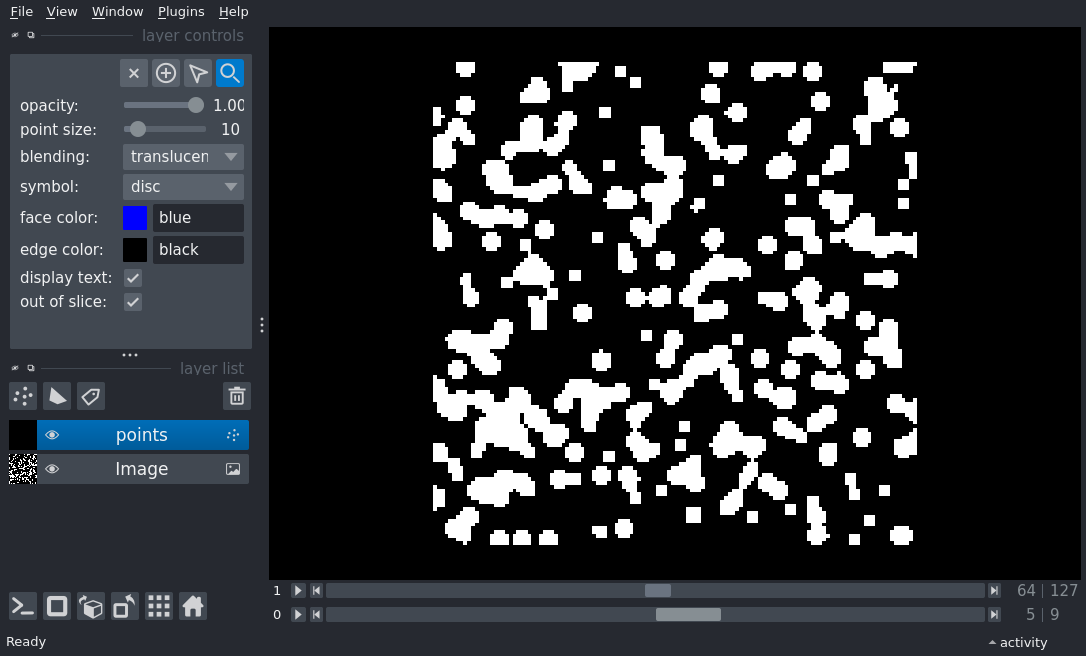 File View Window Plugins Help
layer controls
opacity: 1.00
point size: 10
blending: translucen
symbol: disc
face color: blue
edge color: black
display text:
out of slice:
layer list
points
Image
1 64 | 127
0 5 | 9
Ready activity